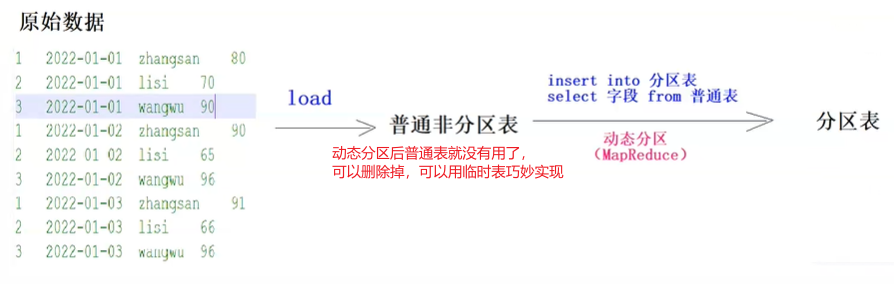 原始数据
1 2022-01-01 zhangsan 80
2 2022-01-01 lisi 70
3 2022-01-01 wangwu 90
1 2022-01-02 zhangsan 90
2 2022 01 02 lisi 65
3 2022-01-02 wangwu 96
1 2022-01-03 zhangsan 91
2 2022-01-03 lisi 66
3 2022-01-03 wangwu 96
load
普通非分区表
动态分区后普通表就没有用了，
可以删除掉，可以用临时表巧妙实现
insert into 分区表
select 字段 from 普通表
动态分区
（MapReduce）
分区表